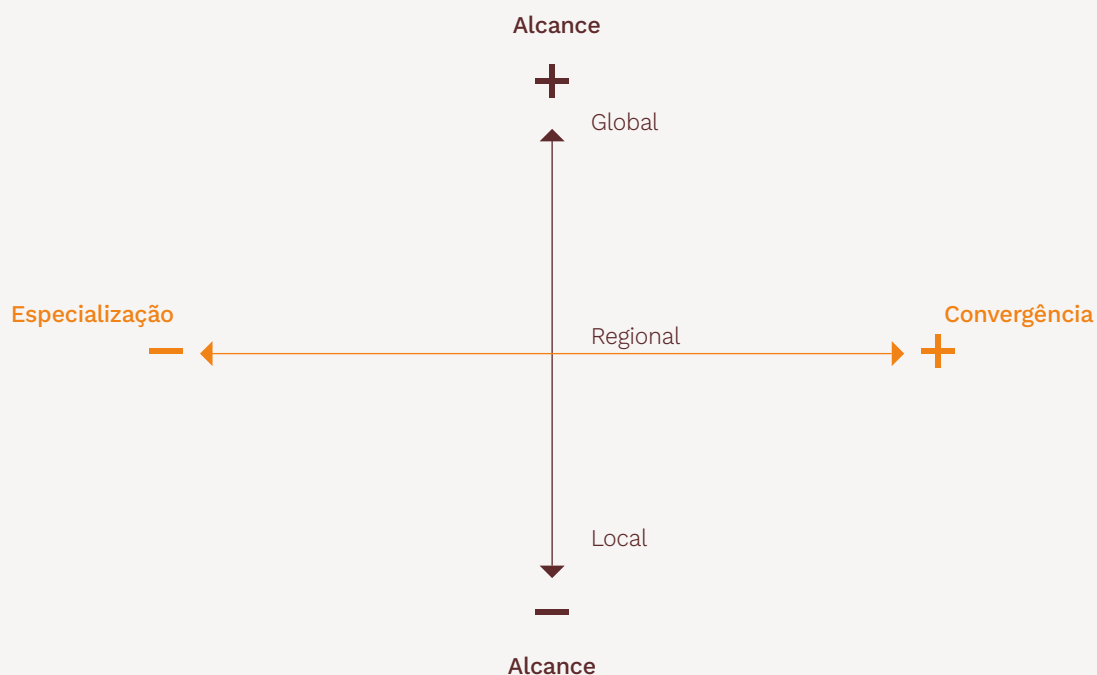 Alcance
+
Global
Especialização
Convergência
Regional
−
+
Local
−
Alcance